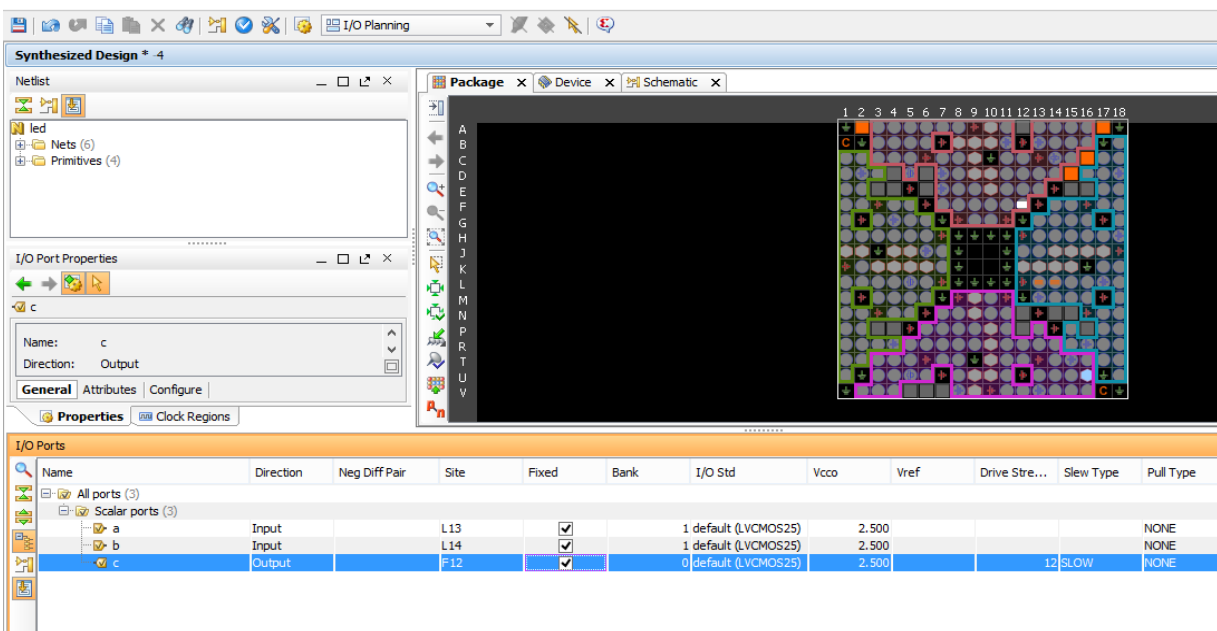 I/O Planning
Synthesized Design * -4
Netlist
led
Nets (6)
Primitives (4)
I/O Port Properties
c
Name: c
Direction: Output
General Attributes Configure
Properties Clock Regions
Package Device Schematic
1 2 3 4 5 6 7 8 9 10 11 12 13 14 15 16 17 18
A
B
C
D
E
F
G
H
J
K
L
M
N
P
R
T
U
V
C
C
I/O Ports
Name Direction Neg Diff Pair Site Fixed Bank I/O Std Vcco Vref Drive Stre... Slew Type Pull Type
All ports (3)
Scalar ports (3)
a Input L13 1 default (LVCMOS25) 2.500 NONE
b Input L14 1 default (LVCMOS25) 2.500 NONE
c Output F12 0 default (LVCMOS25) 2.500 12 SLOW NONE